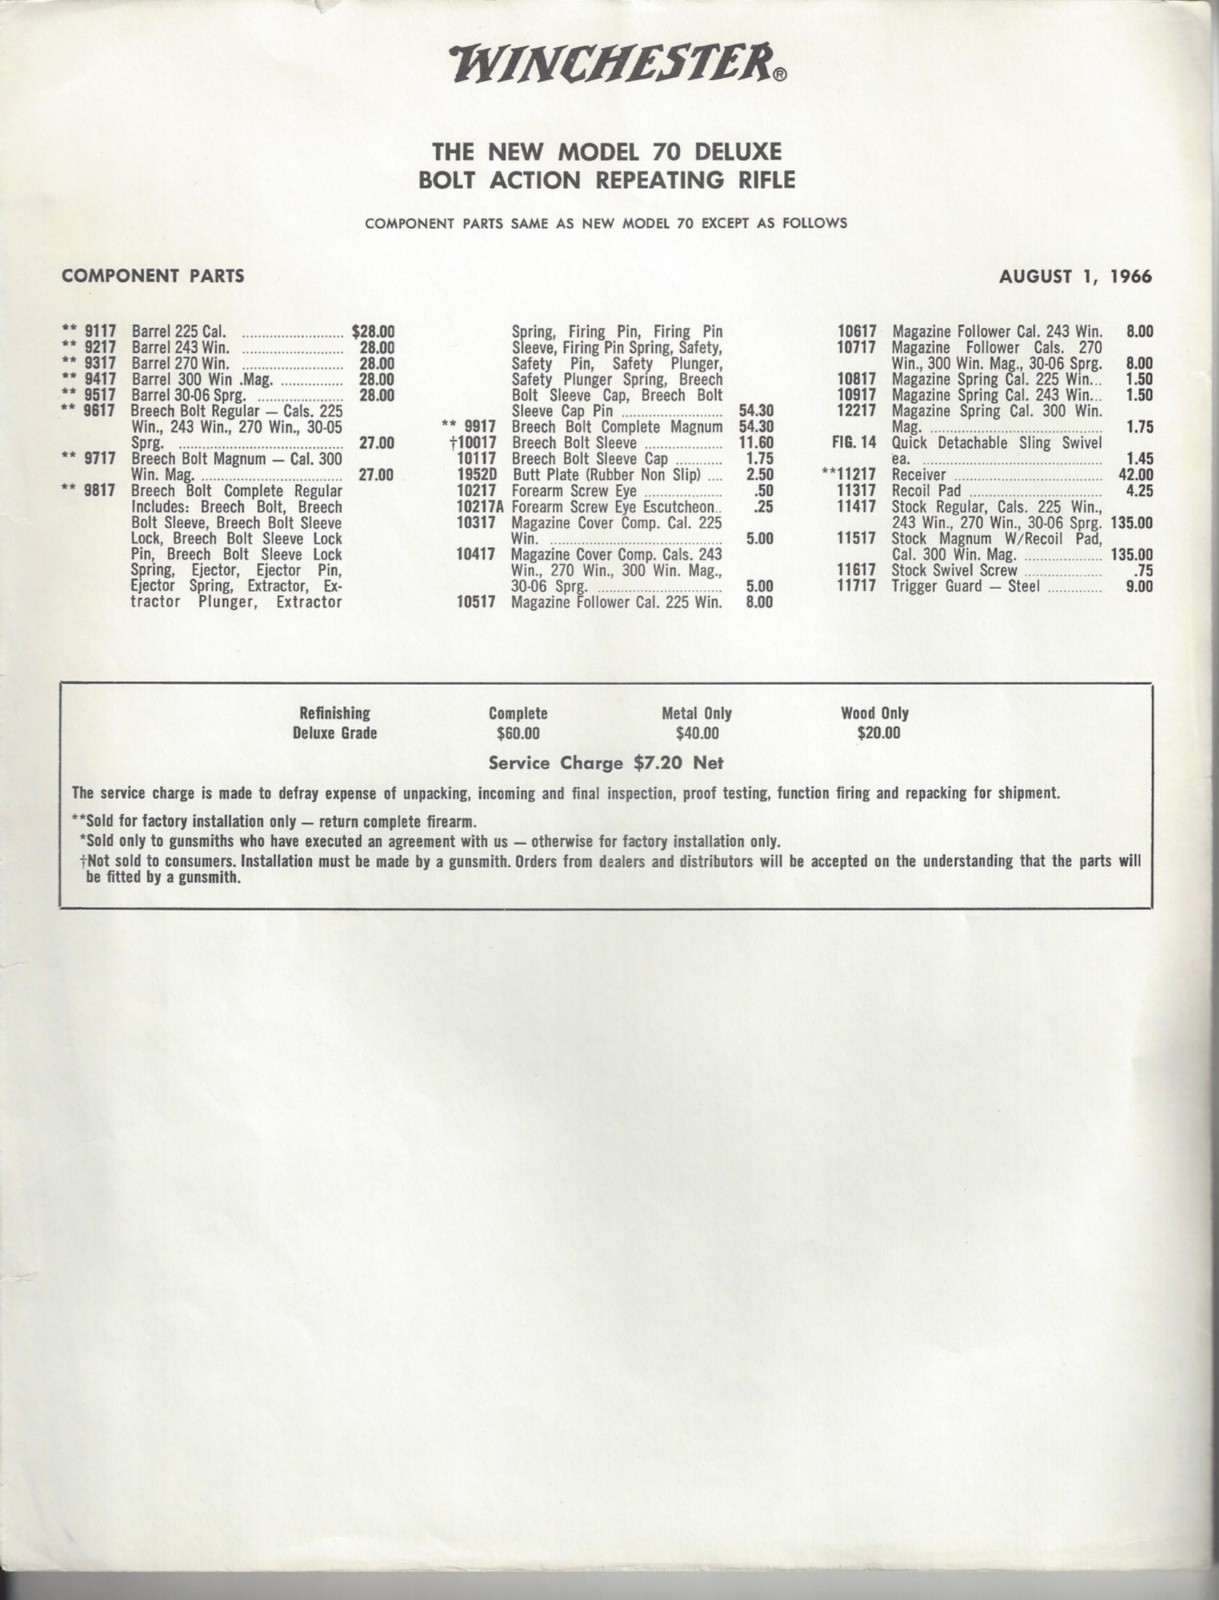 WINCHESTER®
THE NEW MODEL 70 DELUXE
BOLT ACTION REPEATING RIFLE
COMPONENT PARTS SAME AS NEW MODEL 70 EXCEPT AS FOLLOWS
COMPONENT PARTS
AUGUST 1, 1966
** 9117 Barrel 225 Cal. ........................ $28.00
** 9217 Barrel 243 Win. ........................ 28.00
** 9317 Barrel 270 Win. ........................ 28.00
** 9417 Barrel 300 Win .Mag. ............... 28.00
** 9517 Barrel 30-06 Sprg. ....................... 28.00
** 9617 Breech Bolt Regular — Cals. 225
Win., 243 Win., 270 Win., 30-05
Sprg. ....................................... 27.00
** 9717 Breech Bolt Magnum — Cal. 300
Win. Mag. .................................. 27.00
** 9817 Breech Bolt Complete Regular
Includes: Breech Bolt, Breech
Bolt Sleeve, Breech Bolt Sleeve
Lock, Breech Bolt Sleeve Lock
Pin, Breech Bolt Sleeve Lock
Spring, Ejector, Ejector Pin,
Ejector Spring, Extractor, Ex-
tractor Plunger, Extractor
Spring, Firing Pin, Firing Pin
Sleeve, Firing Pin Spring, Safety,
Safety Pin, Safety Plunger,
Safety Plunger Spring, Breech
Bolt Sleeve Cap, Breech Bolt
Sleeve Cap Pin ........................ 54.30
** 9917 Breech Bolt Complete Magnum 54.30
†10017 Breech Bolt Sleeve ................... 11.60
10117 Breech Bolt Sleeve Cap ............ 1.75
1952D Butt Plate (Rubber Non Slip) .... 2.50
10217 Forearm Screw Eye ................... .50
10217A Forearm Screw Eye Escutcheon.. .25
10317 Magazine Cover Comp. Cal. 225
Win. ......................................... 5.00
10417 Magazine Cover Comp. Cals. 243
Win., 270 Win., 300 Win. Mag.,
30-06 Sprg. .............................. 5.00
10517 Magazine Follower Cal. 225 Win. 8.00
10617 Magazine Follower Cal. 243 Win. 8.00
10717 Magazine Follower Cals. 270
Win., 300 Win. Mag., 30-06 Sprg. 8.00
10817 Magazine Spring Cal. 225 Win... 1.50
10917 Magazine Spring Cal. 243 Win... 1.50
12217 Magazine Spring Cal. 300 Win.
Mag. ........................................ 1.75
FIG. 14 Quick Detachable Sling Swivel
ea. ........................................... 1.45
**11217 Receiver .................................... 42.00
11317 Recoil Pad ................................ 4.25
11417 Stock Regular, Cals. 225 Win.,
243 Win., 270 Win., 30-06 Sprg. 135.00
11517 Stock Magnum W/Recoil Pad,
Cal. 300 Win. Mag. ................... 135.00
11617 Stock Swivel Screw ................... .75
11717 Trigger Guard — Steel ............. 9.00
Refinishing Complete Metal Only Wood Only
Deluxe Grade $60.00 $40.00 $20.00
Service Charge $7.20 Net
The service charge is made to defray expense of unpacking, incoming and final inspection, proof testing, function firing and repacking for shipment.
**Sold for factory installation only — return complete firearm.
*Sold only to gunsmiths who have executed an agreement with us — otherwise for factory installation only.
†Not sold to consumers. Installation must be made by a gunsmith. Orders from dealers and distributors will be accepted on the understanding that the parts will
be fitted by a gunsmith.